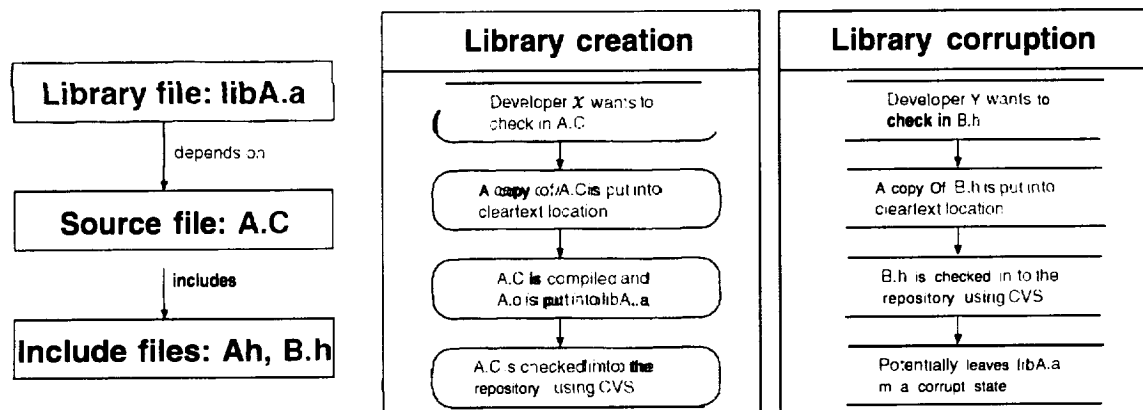 Library file: libA.a
depends on
Source file: A.C
includes
Include files: Ah, B.h
Library creation
Developer X wants to
check in A.C
A copy of A.C is put into
cleartext location
A.C is compiled and
A.o is put into libA..a
A.C is checked into the
repository using CVS
Library corruption
Developer Y wants to
check in B.h
A copy Of B.h is put into
cleartext location
B.h is checked in to the
repository using CVS
Potentially leaves libA.a
m a corrupt state